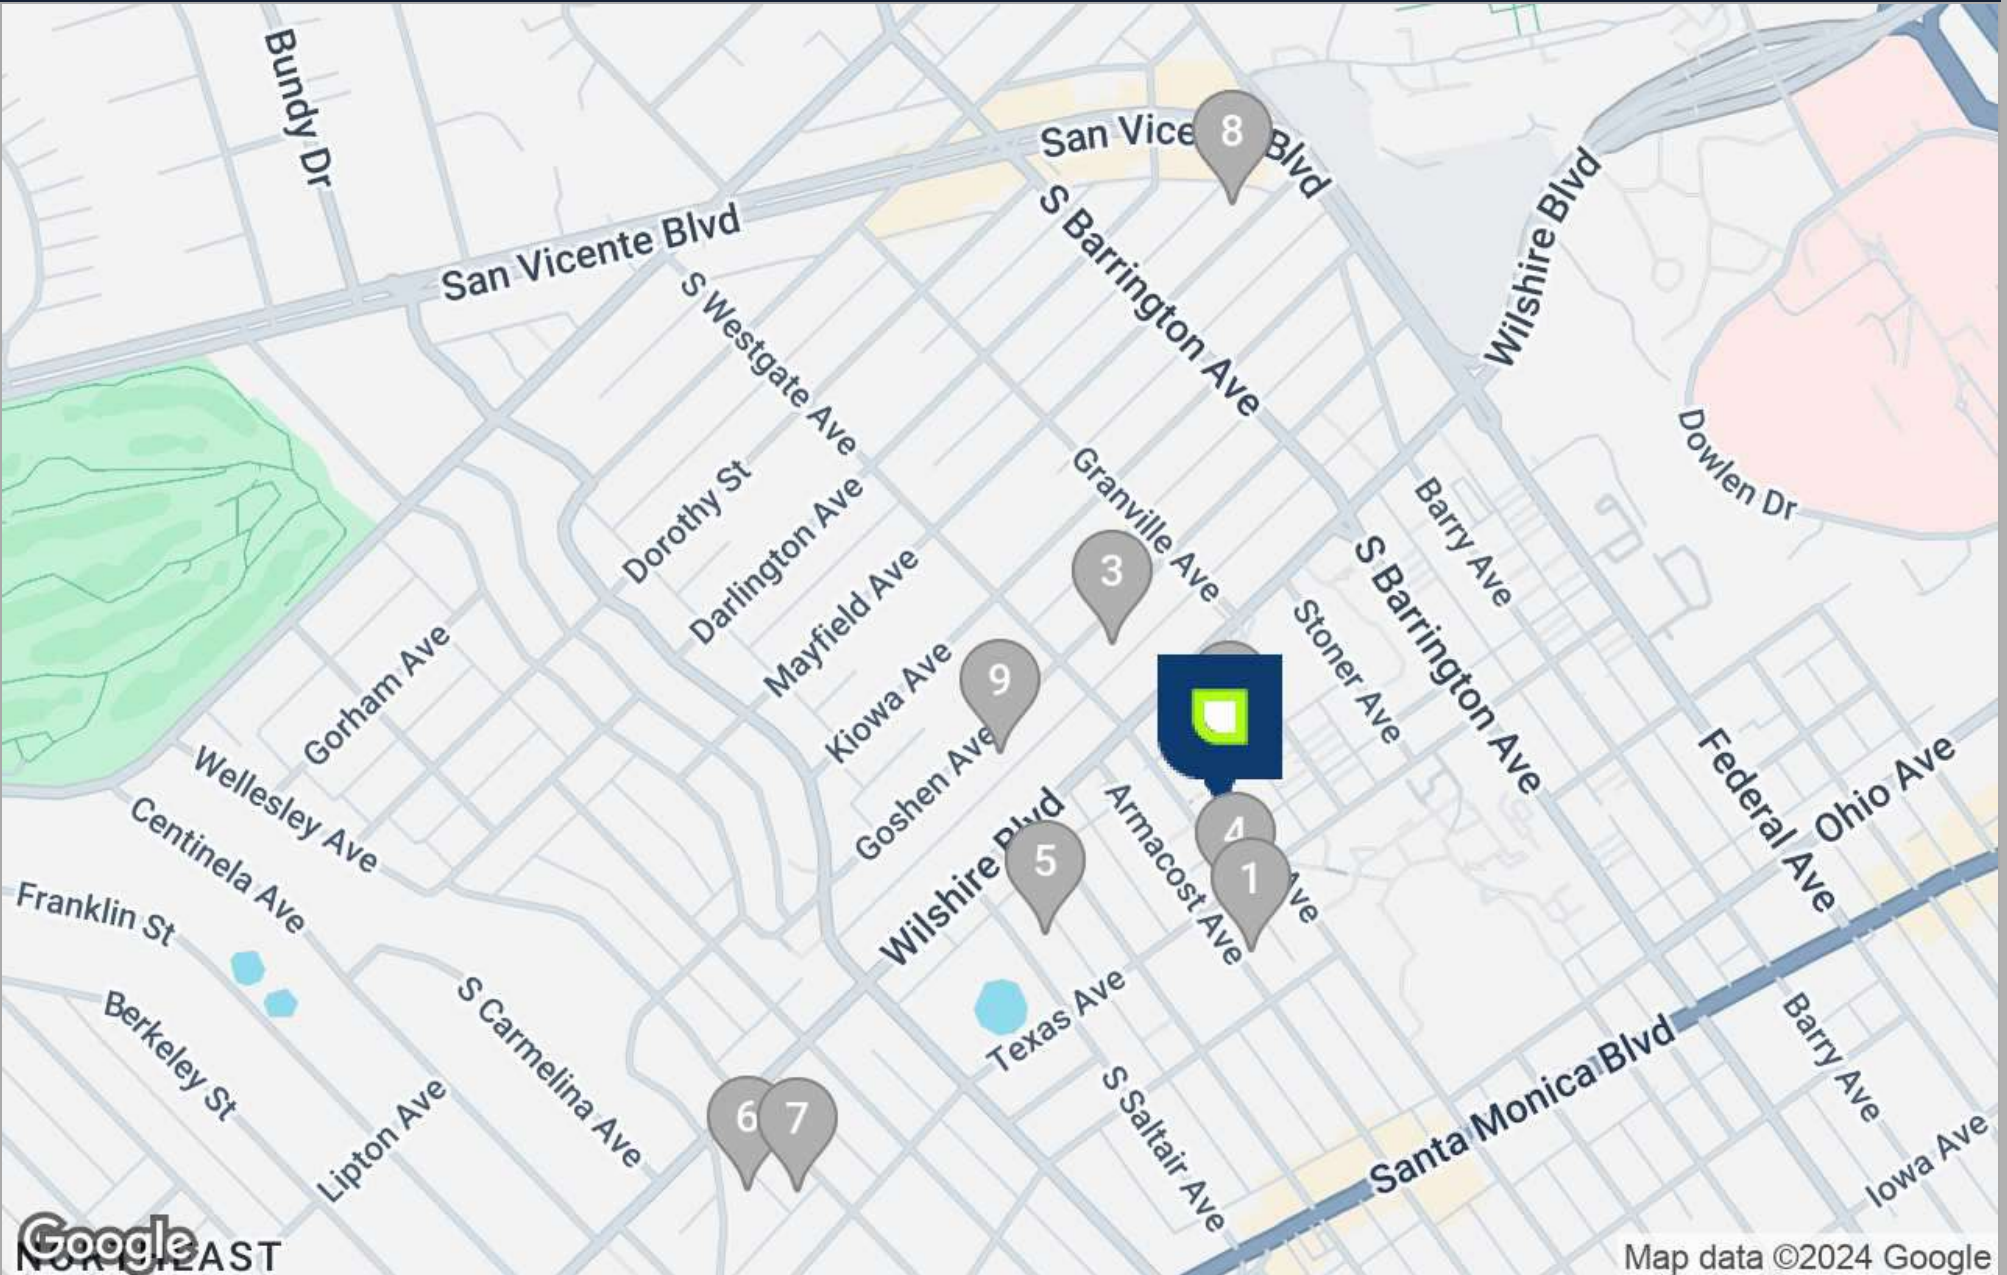 Bundy Dr
San Vice
8
Blvd
San Vicente Blvd
S Barrington Ave
Wilshire Blvd
S Westgate Ave
Dowlen Dr
Granville Ave
Barry Ave
Dorothy St
Darlington Ave
Mayfield Ave
3
S Barrington Ave
Stoner Ave
Gorham Ave
Kiowa Ave
9
Goshen Ave
Wellesley Ave
Centinela Ave
Armacost Ave
4
1
Ave
5
Wilshire Blvd
Federal Ave
Ohio Ave
Franklin St
Berkeley St
S Carmelina Ave
Lipton Ave
Texas Ave
S Saltair Ave
6
7
Santa Monica Blvd
Barry Ave
Iowa Ave
Google
NORTHEAST
Map data ©2024 Google